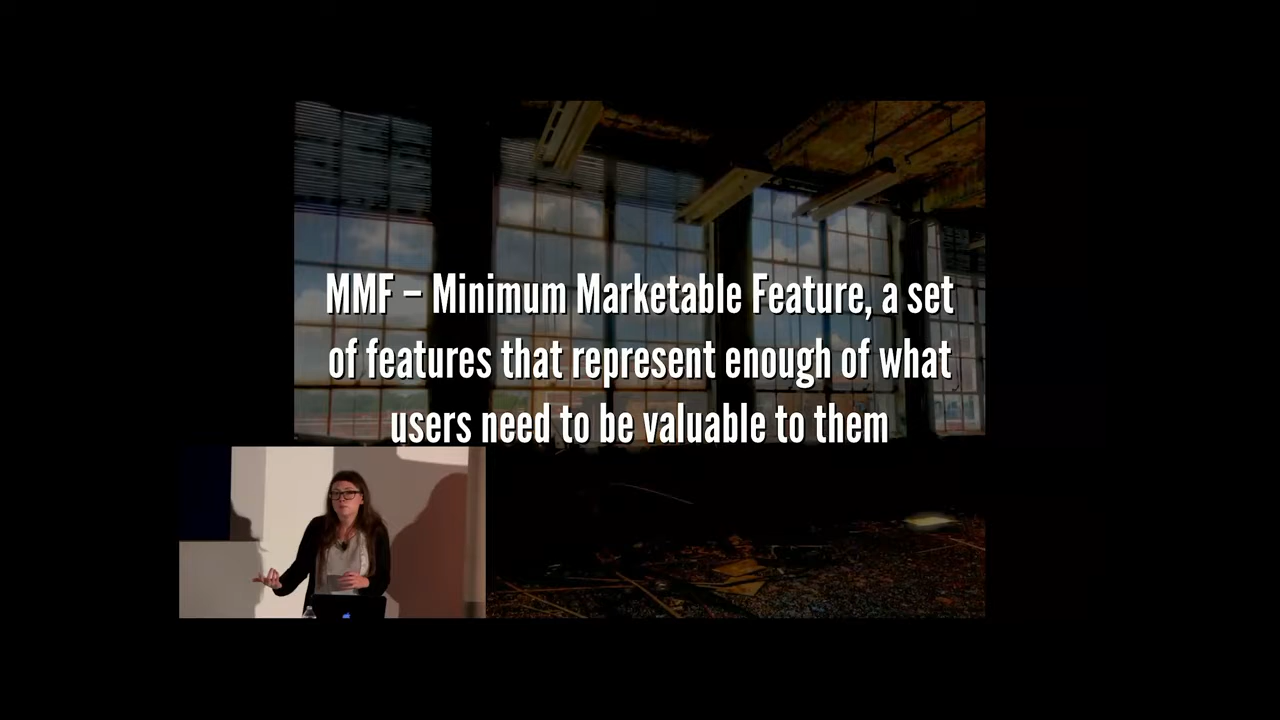 MMF – Minimum Marketable Feature, a set
of features that represent enough of what
users need to be valuable to them